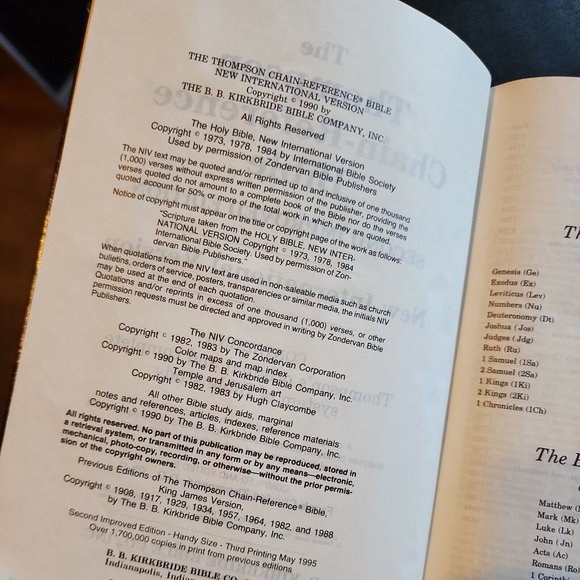 THE THOMPSON CHAIN-REFERENCE® BIBLE
NEW INTERNATIONAL VERSION
Copyright © 1990 by
THE B. B. KIRKBRIDE BIBLE COMPANY, INC.
All Rights Reserved
The Holy Bible, New International Version
Copyright © 1973, 1978, 1984 by International Bible Society
Used by permission of Zondervan Bible Publishers
The NIV text may be quoted and/or reprinted up to and inclusive of one thousand
(1,000) verses without express written permission of the publisher, providing the
verses quoted do not amount to a complete book of the Bible nor do the verses
quoted account for 50% or more of the total work in which they are quoted.
Notice of copyright must appear on the title or copyright page of the work as follows:
"Scripture taken from the HOLY BIBLE, NEW INTER-
NATIONAL VERSION Copyright © 1973, 1978, 1984
International Bible Society. Used by permission of Zon-
dervan Bible Publishers."
When quotations from the NIV text are used in non-saleable media such as church
bulletins, orders of service, posters, transparencies or similar media, the initials NIV
may be used at the end of each quotation.
Quotations and/or reprints in excess of one thousand (1,000) verses, or other
permission requests must be directed and approved in writing by Zondervan Bible
Publishers.
The NIV Concordance
Copyright © 1982, 1983 by The Zondervan Corporation
Color maps and map index
Copyright © 1990 by The B. B. Kirkbride Bible Company, Inc.
Temple and Jerusalem art
Copyright © 1982, 1983 by Hugh Claycombe
All other Bible study aids, marginal
notes and references, articles, indexes, reference materials
Copyright © 1990 by The B. B. Kirkbride Bible Company, Inc.
All rights reserved. No part of this publication may be reproduced, stored in
a retrieval system, or transmitted in any form or by any means—electronic,
mechanical, photo-copy, recording, or otherwise—without the prior permis-
sion of the copyright owners.
Previous Editions of The Thompson Chain-Reference® Bible,
King James Version,
Copyright © 1908, 1917, 1929, 1934, 1957, 1964, 1982, and 1988
by The B. B. Kirkbride Bible Company, Inc.
Second Improved Edition - Handy Size - Third Printing May 1995
Over 1,700,000 copies in print from previous editions
B. B. KIRKBRIDE BIBLE CO
Indianapolis, Indi
Th
Genesis (Ge)
Exodus (Ex)
Leviticus (Lev)
Numbers (Nu)
Deuteronomy (Dt)
Joshua (Jos)
Judges (Jdg)
Ruth (Ru)
1 Samuel (1Sa)
2 Samuel (2Sa)
1 Kings (1Ki)
2 Kings (2Ki)
1 Chronicles (1Ch)
The B
Matthew (
Mark (Mk)
Luke (Lk)
John (Jn)
Acts (Ac)
Romans (Ro)
1 Corinth